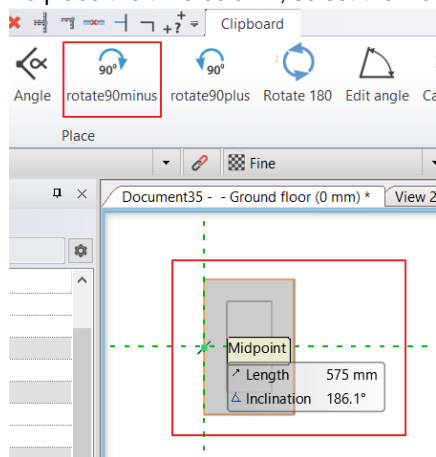 Clipboard
90° 90°
Angle rotate90minus rotate90plus Rotate 180 Edit angle
Place
Fine
Document35 - - Ground floor (0 mm) * View 2
Midpoint
Length 575 mm
Inclination 186.1°